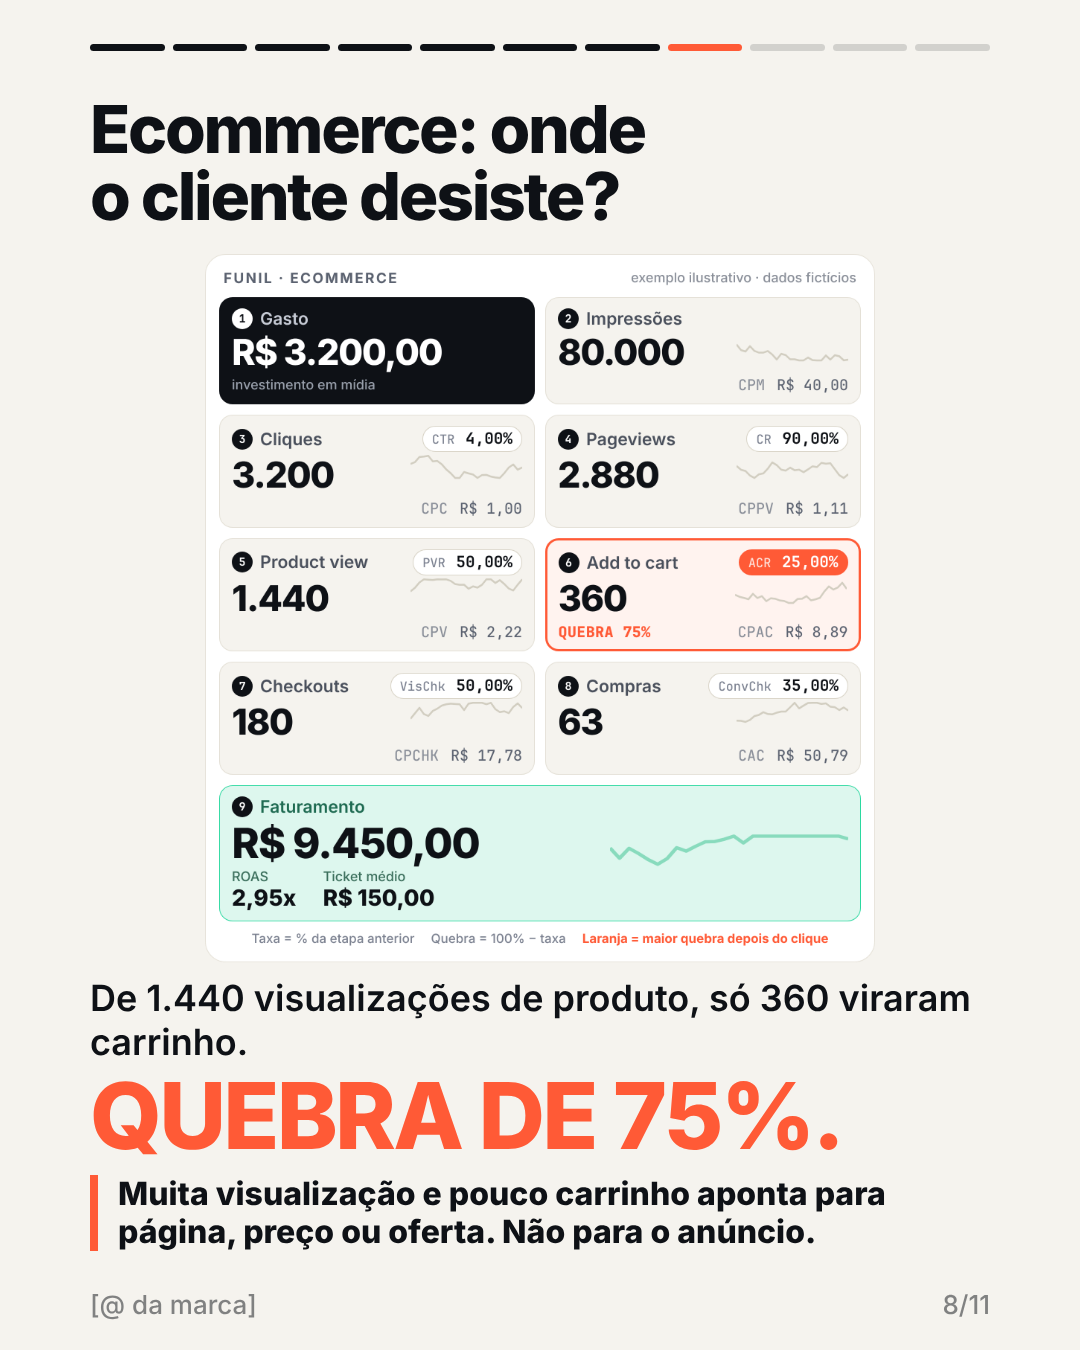 Ecommerce: onde
o cliente desiste?
FUNIL · ECOMMERCE
exemplo ilustrativo · dados fictícios
1 Gasto
R$ 3.200,00
investimento em mídia
2 Impressões
80.000
CPM R$ 40,00
3 Cliques
CTR 4,00%
3.200
CPC R$ 1,00
4 Pageviews
CR 90,00%
2.880
CPPV R$ 1,11
5 Product view
PVR 50,00%
1.440
CPV R$ 2,22
6 Add to cart
ACR 25,00%
360
QUEBRA 75%
CPAC R$ 8,89
7 Checkouts
VisChk 50,00%
180
CPCHK R$ 17,78
8 Compras
ConvChk 35,00%
63
CAC R$ 50,79
9 Faturamento
R$ 9.450,00
ROAS
2,95x
Ticket médio
R$ 150,00
Taxa = % da etapa anterior
Quebra = 100% − taxa
Laranja = maior quebra depois do clique
De 1.440 visualizações de produto, só 360 viraram
carrinho.
QUEBRA DE 75%.
Muita visualização e pouco carrinho aponta para
página, preço ou oferta. Não para o anúncio.
[@ da marca]
8/11